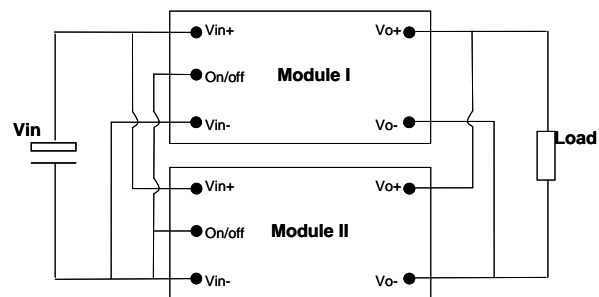 Vin+ Vo+
On/off Module I
Vin- Vo-
Vin
Load
Vin+ Vo+
On/off Module II
Vin- Vo-